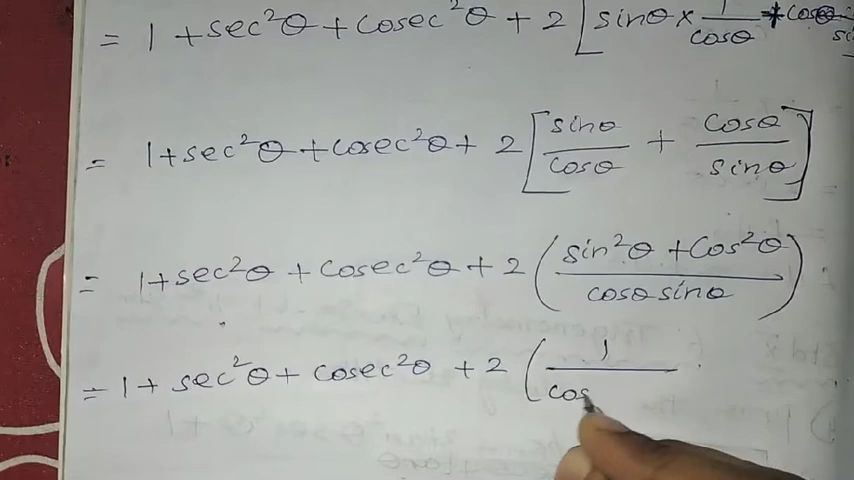 = 1 + sec²θ + cosec²θ + 2 [ sinθ × 1/cosθ + cosθ
= 1 + sec²θ + cosec²θ + 2 [ sinθ/cosθ + cosθ/sinθ ]
= 1 + sec²θ + cosec²θ + 2 ( sin²θ + cos²θ / cosθ sinθ )
= 1 + sec²θ + cosec²θ + 2 ( 1/cos